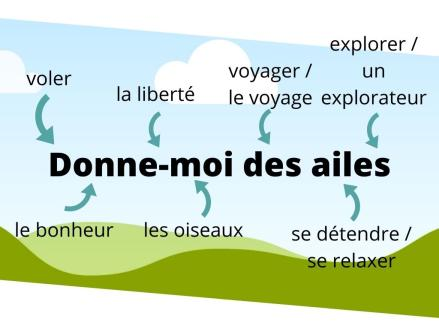 explorer /
voler
voyager /
un
la liberté
le voyage
explorateur
Donne-moi des ailes
le bonheur
les oiseaux
se détendre /
se relaxer